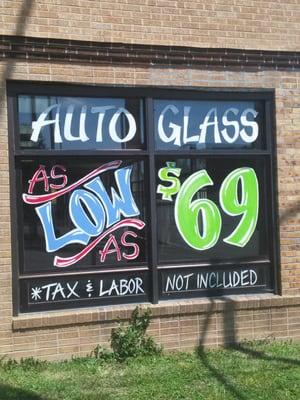 AUTO GLASS
AS
LOW
AS
$69
*TAX & LABOR NOT INCLUDED